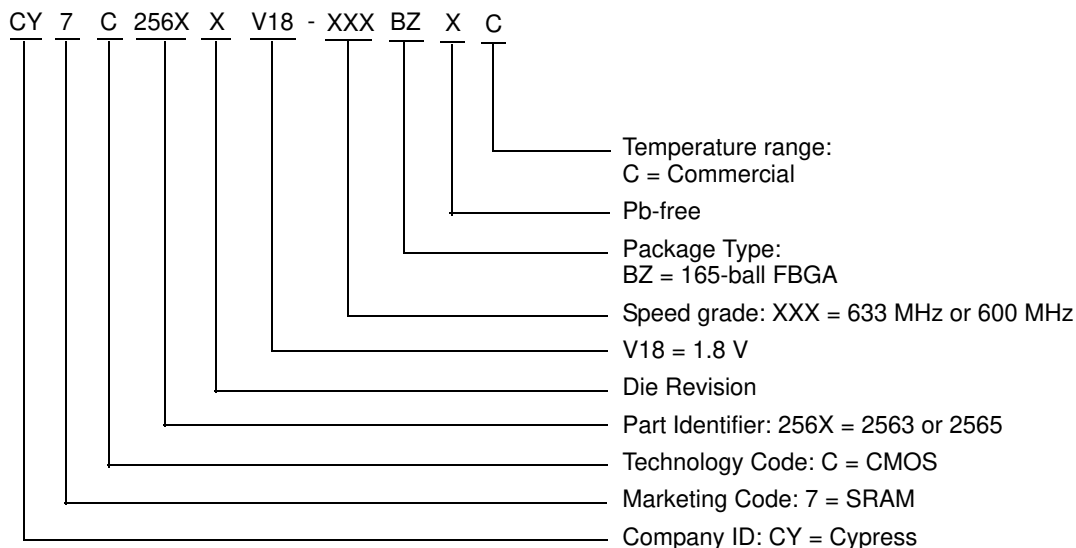 CY 7 C 256X X V18 - XXX BZ X C
Temperature range:
C = Commercial
Pb-free
Package Type:
BZ = 165-ball FBGA
Speed grade: XXX = 633 MHz or 600 MHz
V18 = 1.8 V
Die Revision
Part Identifier: 256X = 2563 or 2565
Technology Code: C = CMOS
Marketing Code: 7 = SRAM
Company ID: CY = Cypress